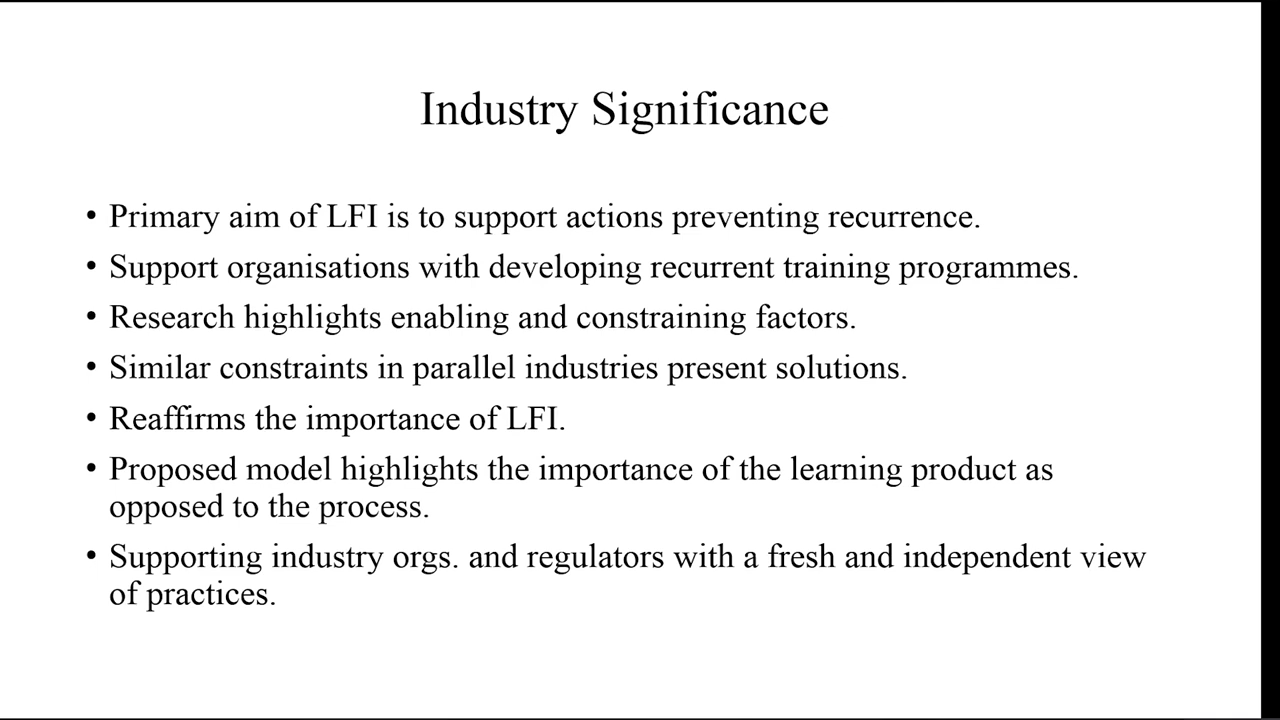 Industry Significance
• Primary aim of LFI is to support actions preventing recurrence.
• Support organisations with developing recurrent training programmes.
• Research highlights enabling and constraining factors.
• Similar constraints in parallel industries present solutions.
• Reaffirms the importance of LFI.
• Proposed model highlights the importance of the learning product as
opposed to the process.
• Supporting industry orgs. and regulators with a fresh and independent view
of practices.